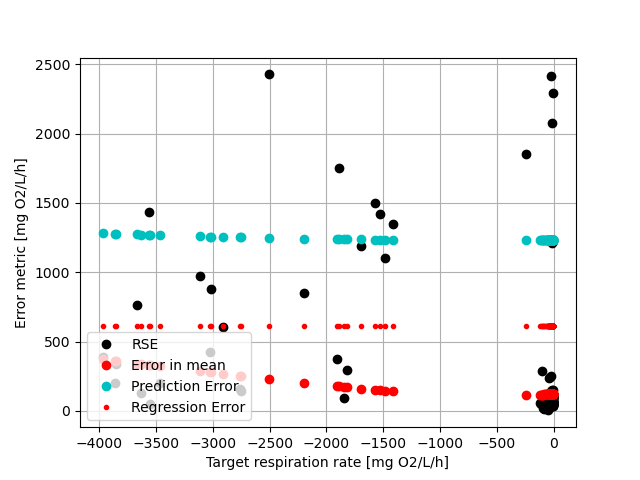 2500
2000
1500
1000
500
0
Error metric [mg O2/L/h]
RSE
Error in mean
Prediction Error
Regression Error
−4000 −3500 −3000 −2500 −2000 −1500 −1000 −500 0
Target respiration rate [mg O2/L/h]